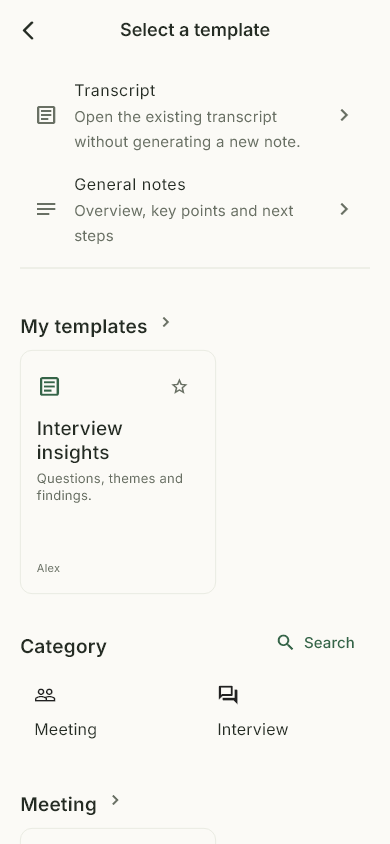 Select a template
Transcript
Open the existing transcript
without generating a new note.
General notes
Overview, key points and next
steps
My templates
Interview
insights
Questions, themes and
findings.
Alex
Category
Search
Meeting
Interview
Meeting